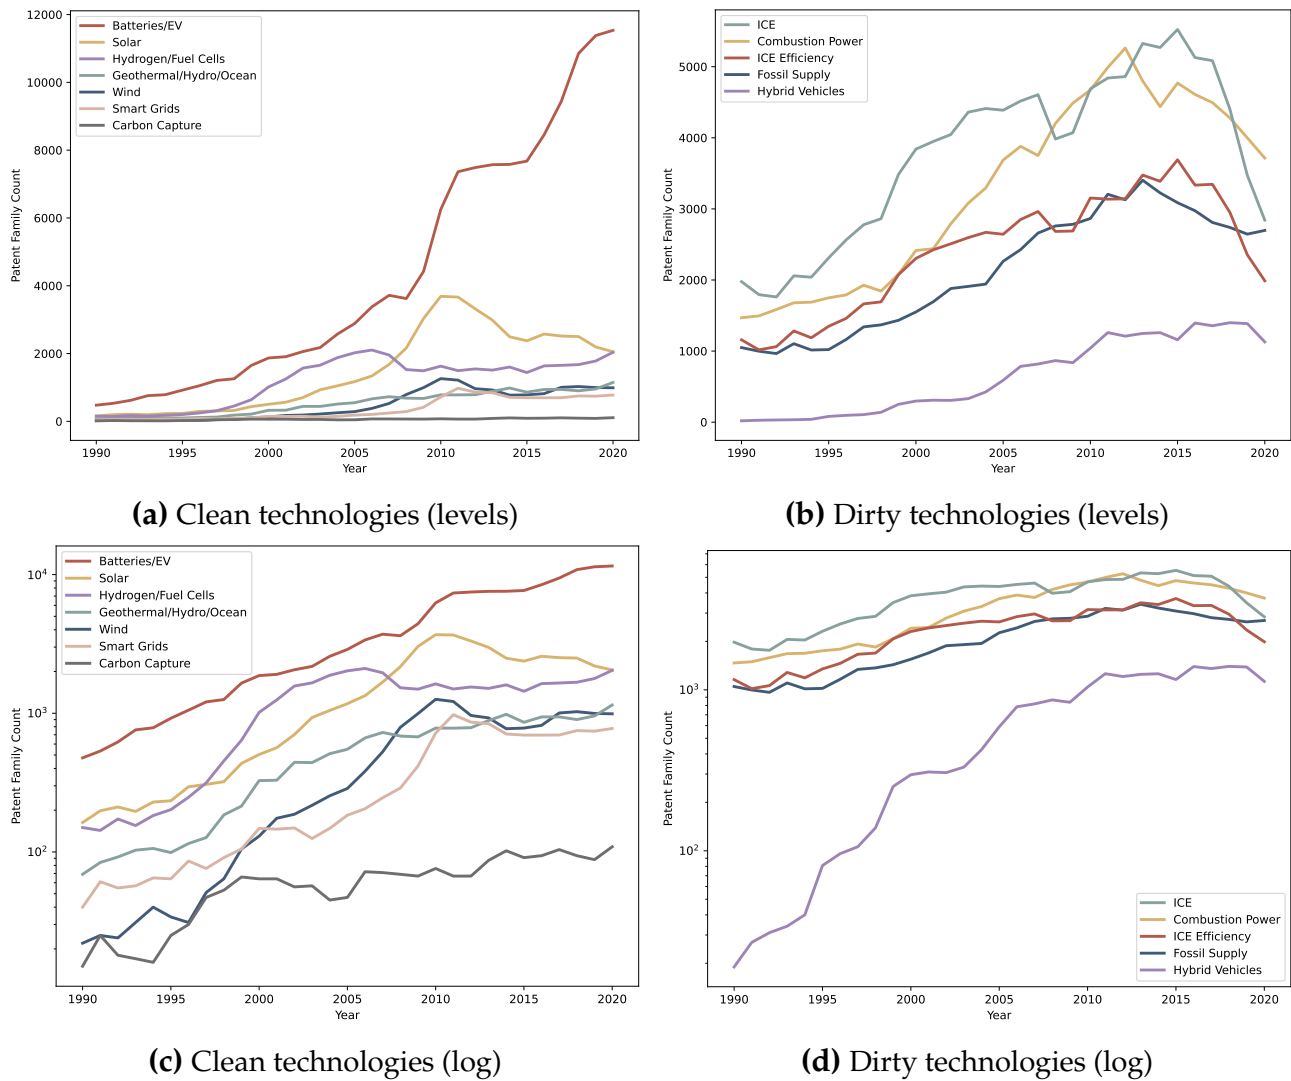 12000
10000
8000
6000
4000
2000
0
Patent Family Count
Batteries/EV
Solar
Hydrogen/Fuel Cells
Geothermal/Hydro/Ocean
Wind
Smart Grids
Carbon Capture
1990 1995 2000 2005 2010 2015 2020
Year
(a) Clean technologies (levels)
5000
4000
3000
2000
1000
0
Patent Family Count
ICE
Combustion Power
ICE Efficiency
Fossil Supply
Hybrid Vehicles
1990 1995 2000 2005 2010 2015 2020
Year
(b) Dirty technologies (levels)
10^4
10^3
10^2
Patent Family Count
Batteries/EV
Solar
Hydrogen/Fuel Cells
Geothermal/Hydro/Ocean
Wind
Smart Grids
Carbon Capture
1990 1995 2000 2005 2010 2015 2020
Year
(c) Clean technologies (log)
10^3
10^2
Patent Family Count
ICE
Combustion Power
ICE Efficiency
Fossil Supply
Hybrid Vehicles
1990 1995 2000 2005 2010 2015 2020
Year
(d) Dirty technologies (log)